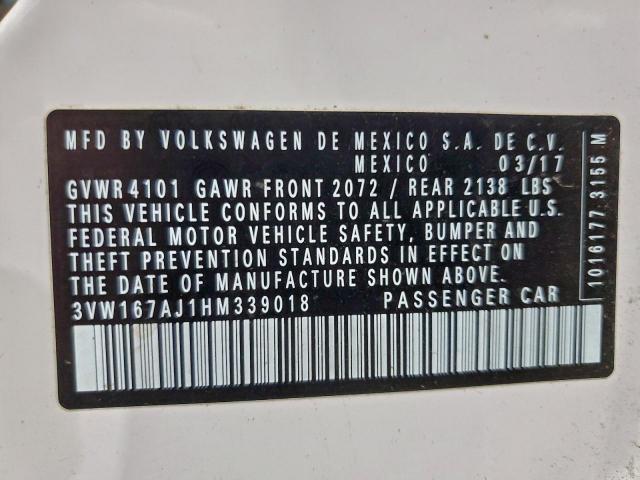 MFD BY VOLKSWAGEN DE MEXICO S.A. DE C.V.
MEXICO 03/17
GVWR 4101 GAWR FRONT 2072 / REAR 2138 LBS
THIS VEHICLE CONFORMS TO ALL APPLICABLE U.S.
FEDERAL MOTOR VEHICLE SAFETY, BUMPER AND
THEFT PREVENTION STANDARDS IN EFFECT ON
THE DATE OF MANUFACTURE SHOWN ABOVE.
3VW167AJ1HM339018 PASSENGER CAR
1016177 3155 M